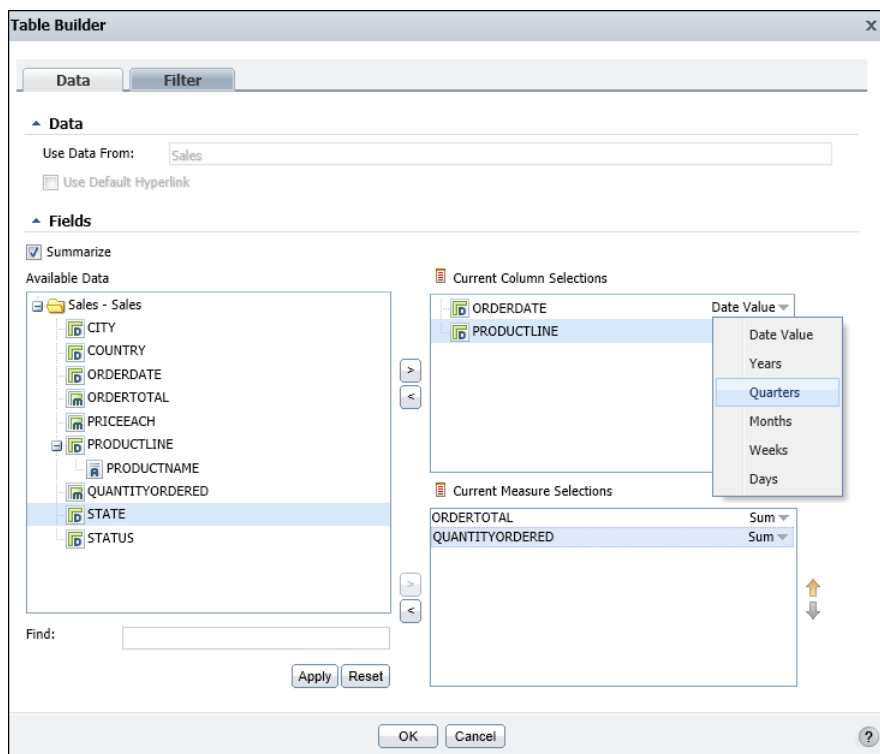 Table Builder
X
Data
Filter
Data
Use Data From:
Sales
Use Default Hyperlink
Fields
Summarize
Available Data
Sales - Sales
CITY
COUNTRY
ORDERDATE
ORDERTOTAL
PRICEEACH
PRODUCTLINE
PRODUCTNAME
QUANTITYORDERED
STATE
STATUS
Find:
Apply
Reset
>
<
>
<
Current Column Selections
ORDERDATE
Date Value
PRODUCTLINE
Date Value
Years
Quarters
Months
Weeks
Days
Current Measure Selections
ORDERTOTAL
Sum
QUANTITYORDERED
Sum
OK
Cancel
?